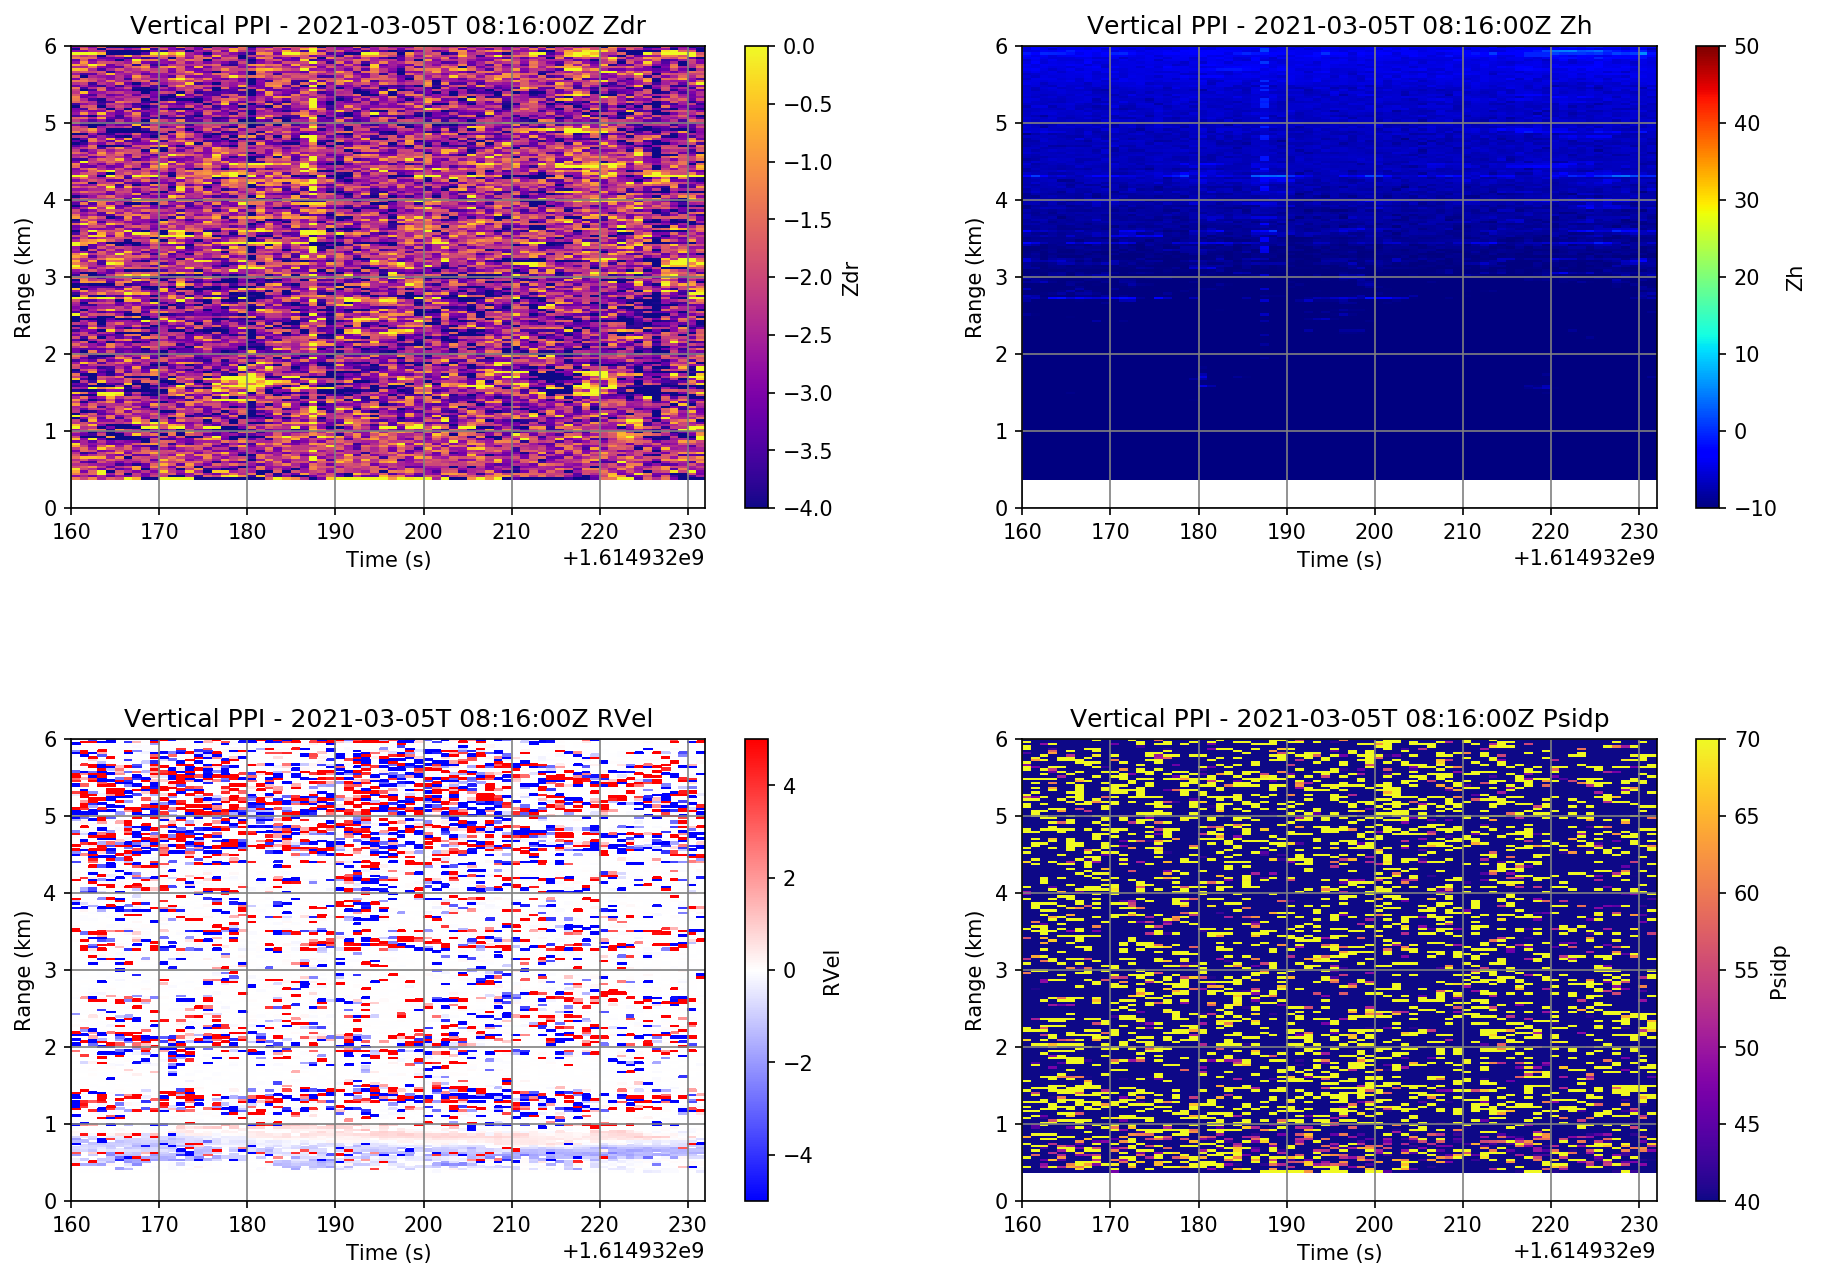 Vertical PPI - 2021-03-05T 08:16:00Z Zdr
6
5
4
3
2
1
0
Range (km)
160 170 180 190 200 210 220 230
Time (s)
+1.614932e9
0.0
−0.5
−1.0
−1.5
−2.0
−2.5
−3.0
−3.5
−4.0
Zdr
Vertical PPI - 2021-03-05T 08:16:00Z Zh
6
5
4
3
2
1
0
Range (km)
160 170 180 190 200 210 220 230
Time (s)
+1.614932e9
50
40
30
20
10
0
−10
Zh
Vertical PPI - 2021-03-05T 08:16:00Z RVel
6
5
4
3
2
1
0
Range (km)
160 170 180 190 200 210 220 230
Time (s)
+1.614932e9
4
2
0
−2
−4
RVel
Vertical PPI - 2021-03-05T 08:16:00Z Psidp
6
5
4
3
2
1
0
Range (km)
160 170 180 190 200 210 220 230
Time (s)
+1.614932e9
70
65
60
55
50
45
40
Psidp